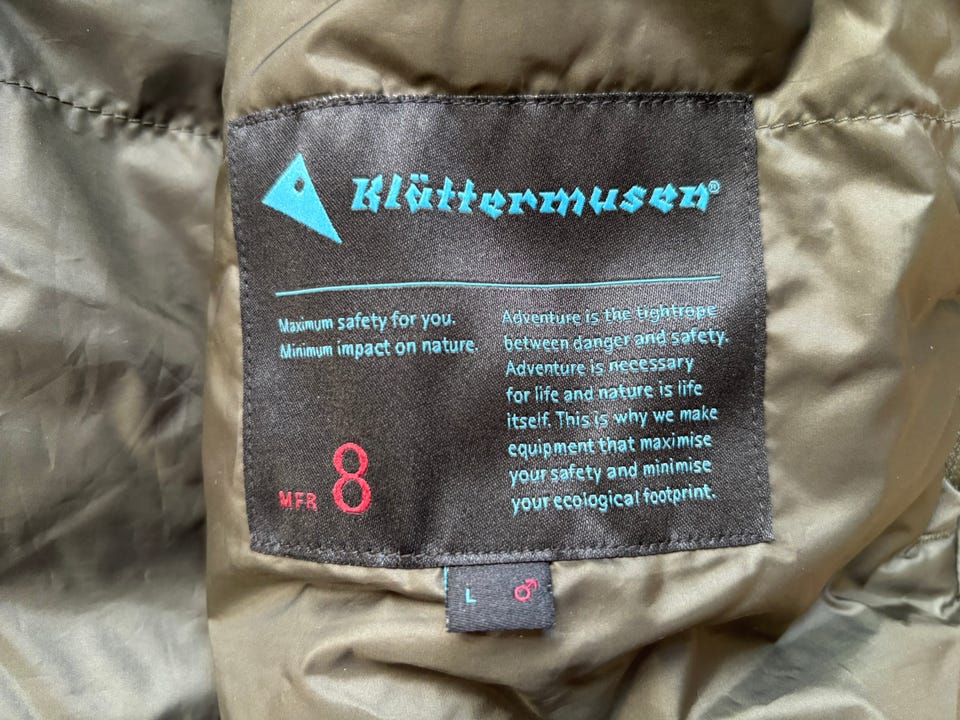 Klättermusen®
Maximum safety for you.
Minimum impact on nature.
Adventure is the tightrope
between danger and safety.
Adventure is necessary
for life and nature is life
itself. This is why we make
equipment that maximise
your safety and minimise
your ecological footprint.
MFR 8
L ♂